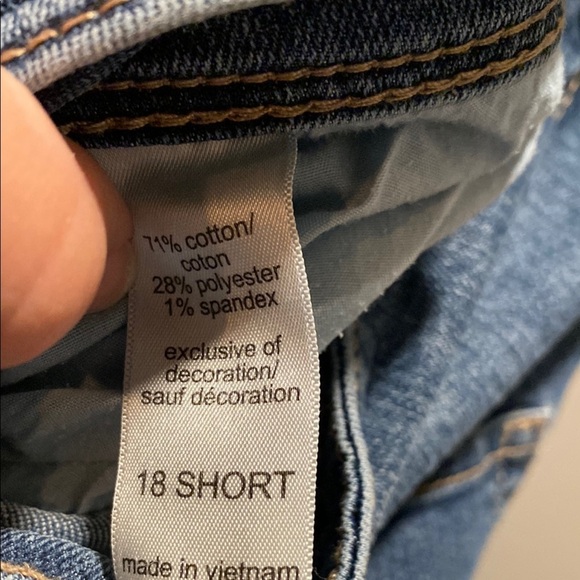 71% cotton/
coton
28% polyester
1% spandex
exclusive of
decoration/
sauf décoration
18 SHORT
made in vietnam